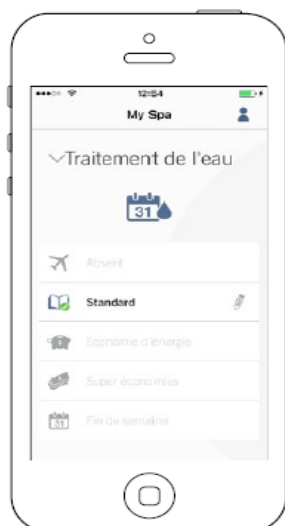 12:54
My Spa
Traitement de l'eau
31
Absent
Standard
Économie d'énergie
Super économies
31
Fin de semaine